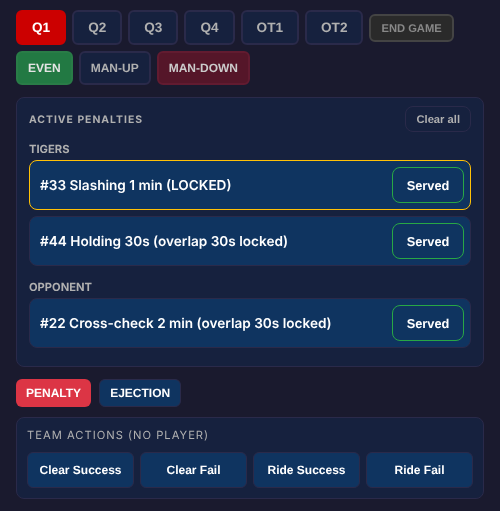 Q1 Q2 Q3 Q4 OT1 OT2 END GAME
EVEN MAN-UP MAN-DOWN
ACTIVE PENALTIES Clear all
TIGERS
#33 Slashing 1 min (LOCKED) Served
#44 Holding 30s (overlap 30s locked) Served
OPPONENT
#22 Cross-check 2 min (overlap 30s locked) Served
PENALTY EJECTION
TEAM ACTIONS (NO PLAYER)
Clear Success Clear Fail Ride Success Ride Fail